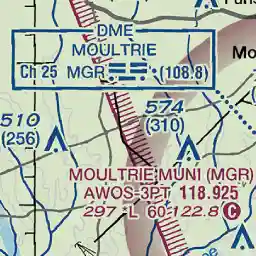 DME
MOULTRIE
Ch 25 MGR (108.8)
Mo
510
(256)
574
(310)
MOULTRIE MUNI (MGR)
AWOS-3PT 118.925
297 L 60 122.8 C